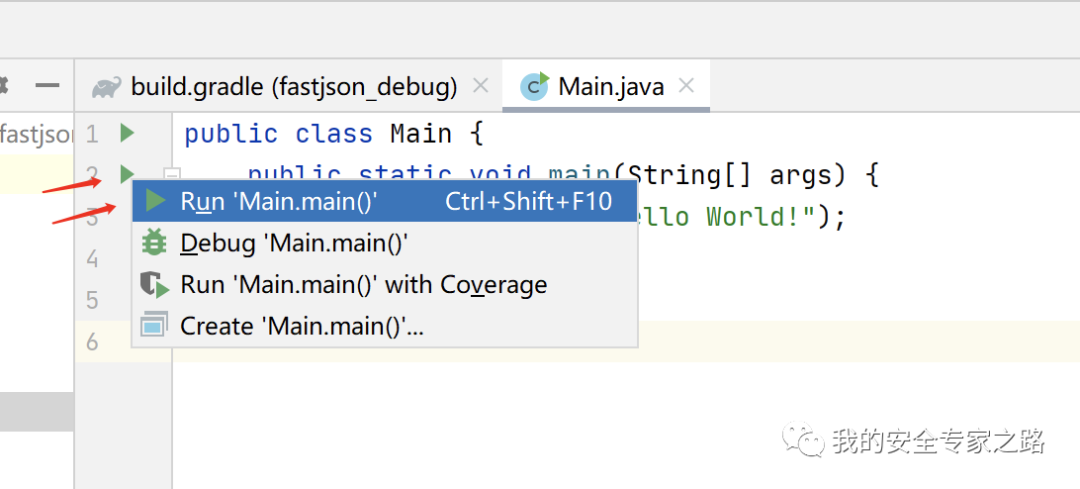 build.gradle (fastjson_debug)
Main.java
fastjson
1 public class Main {
2 public static void main(String[] args) {
3 ello World!");
4
5
6
Run 'Main.main()' Ctrl+Shift+F10
Debug 'Main.main()'
Run 'Main.main()' with Coverage
Create 'Main.main()'...
我的安全专家之路